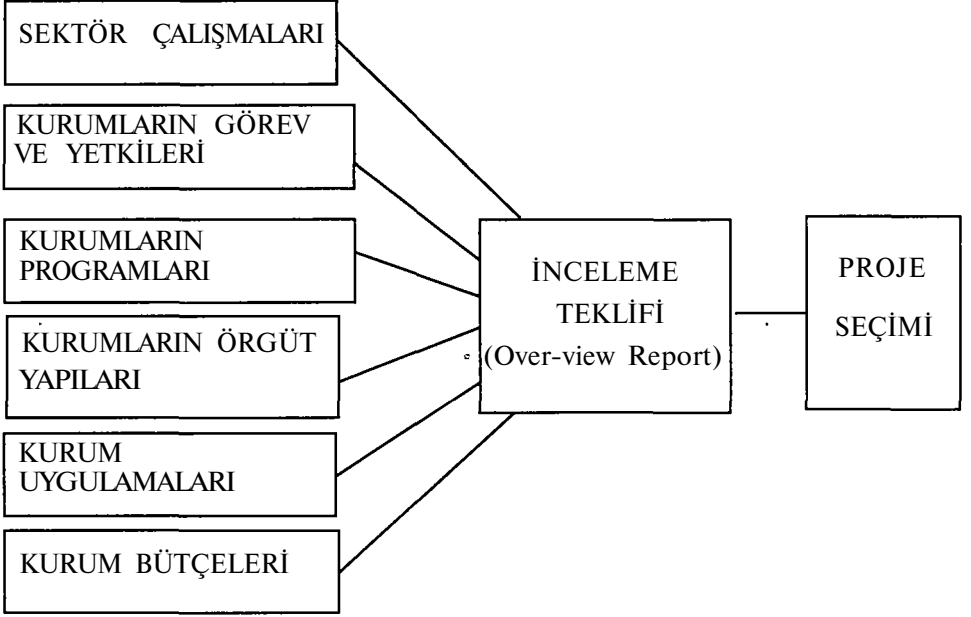 SEKTÖR ÇALIŞMALARI
KURUMLARIN GÖREV
VE YETKİLERİ
KURUMLARIN
PROGRAMLARI
KURUMLARIN ÖRGÜT
YAPILARI
KURUM
UYGULAMALARI
KURUM BÜTÇELERİ
İNCELEME
TEKLİFİ
(Over-view Report)
PROJE
SEÇİMİ